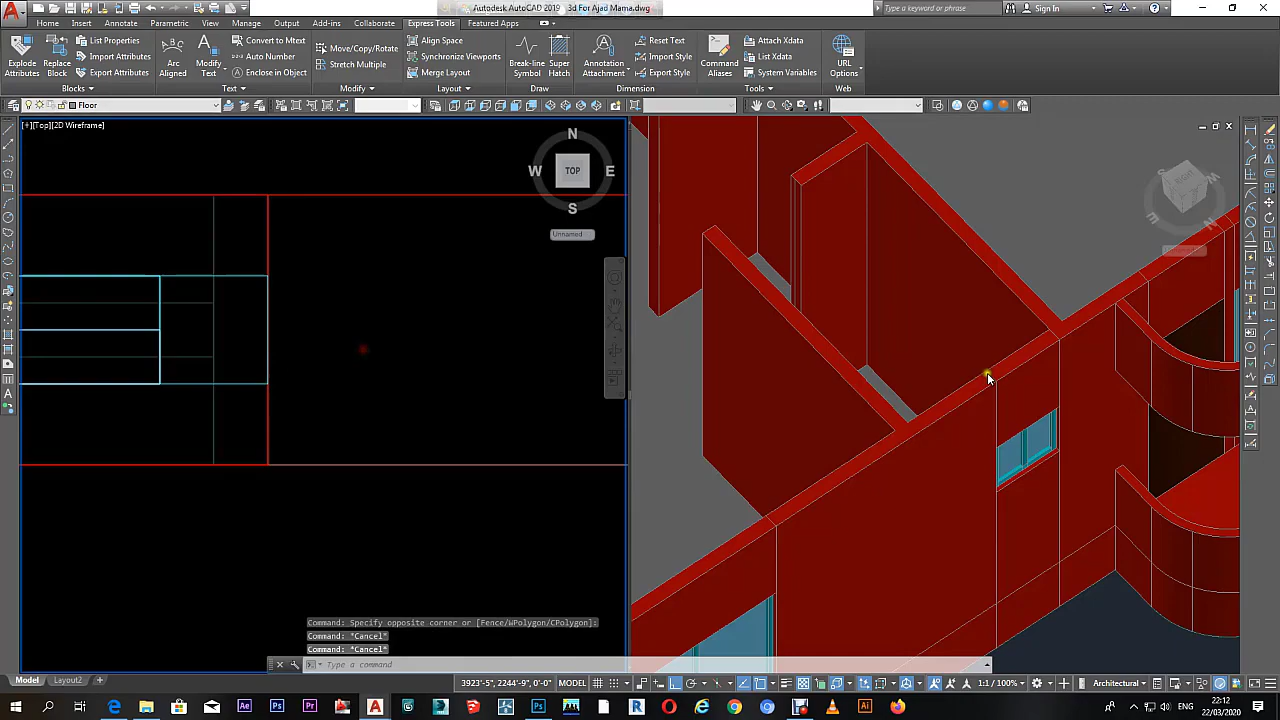 Autodesk AutoCAD 2019   3d For Ajad Mama.dwg
Type a keyword or phrase
Sign In
Home Insert Annotate Parametric View Manage Output Add-ins Collaborate Express Tools Featured Apps
Explode Attributes
Replace Block
List Properties
Import Attributes
Export Attributes
Arc Aligned
Modify Text
Convert to Mtext
Auto Number
Enclose in Object
Move/Copy/Rotate
Stretch Multiple
Align Space
Synchronize Viewports
Merge Layout
Break-line Symbol
Super Hatch
Annotation Attachment
Reset Text
Import Style
Export Style
Command Aliases
Attach Xdata
List Xdata
System Variables
URL Options
Blocks Text Modify Layout Draw Dimension Tools Web
Floor
[+][Top][2D Wireframe]
N
W TOP E
S
Unnamed
Command: Specify opposite corner or [Fence/WPolygon/CPolygon]:
Command: *Cancel*
Command: *Cancel*
Type a command
Model Layout2 +
3923'-5", 2244'-9", 0'-0" MODEL
1:1 / 100%
Architectural
ENG
22:12
22/03/2020